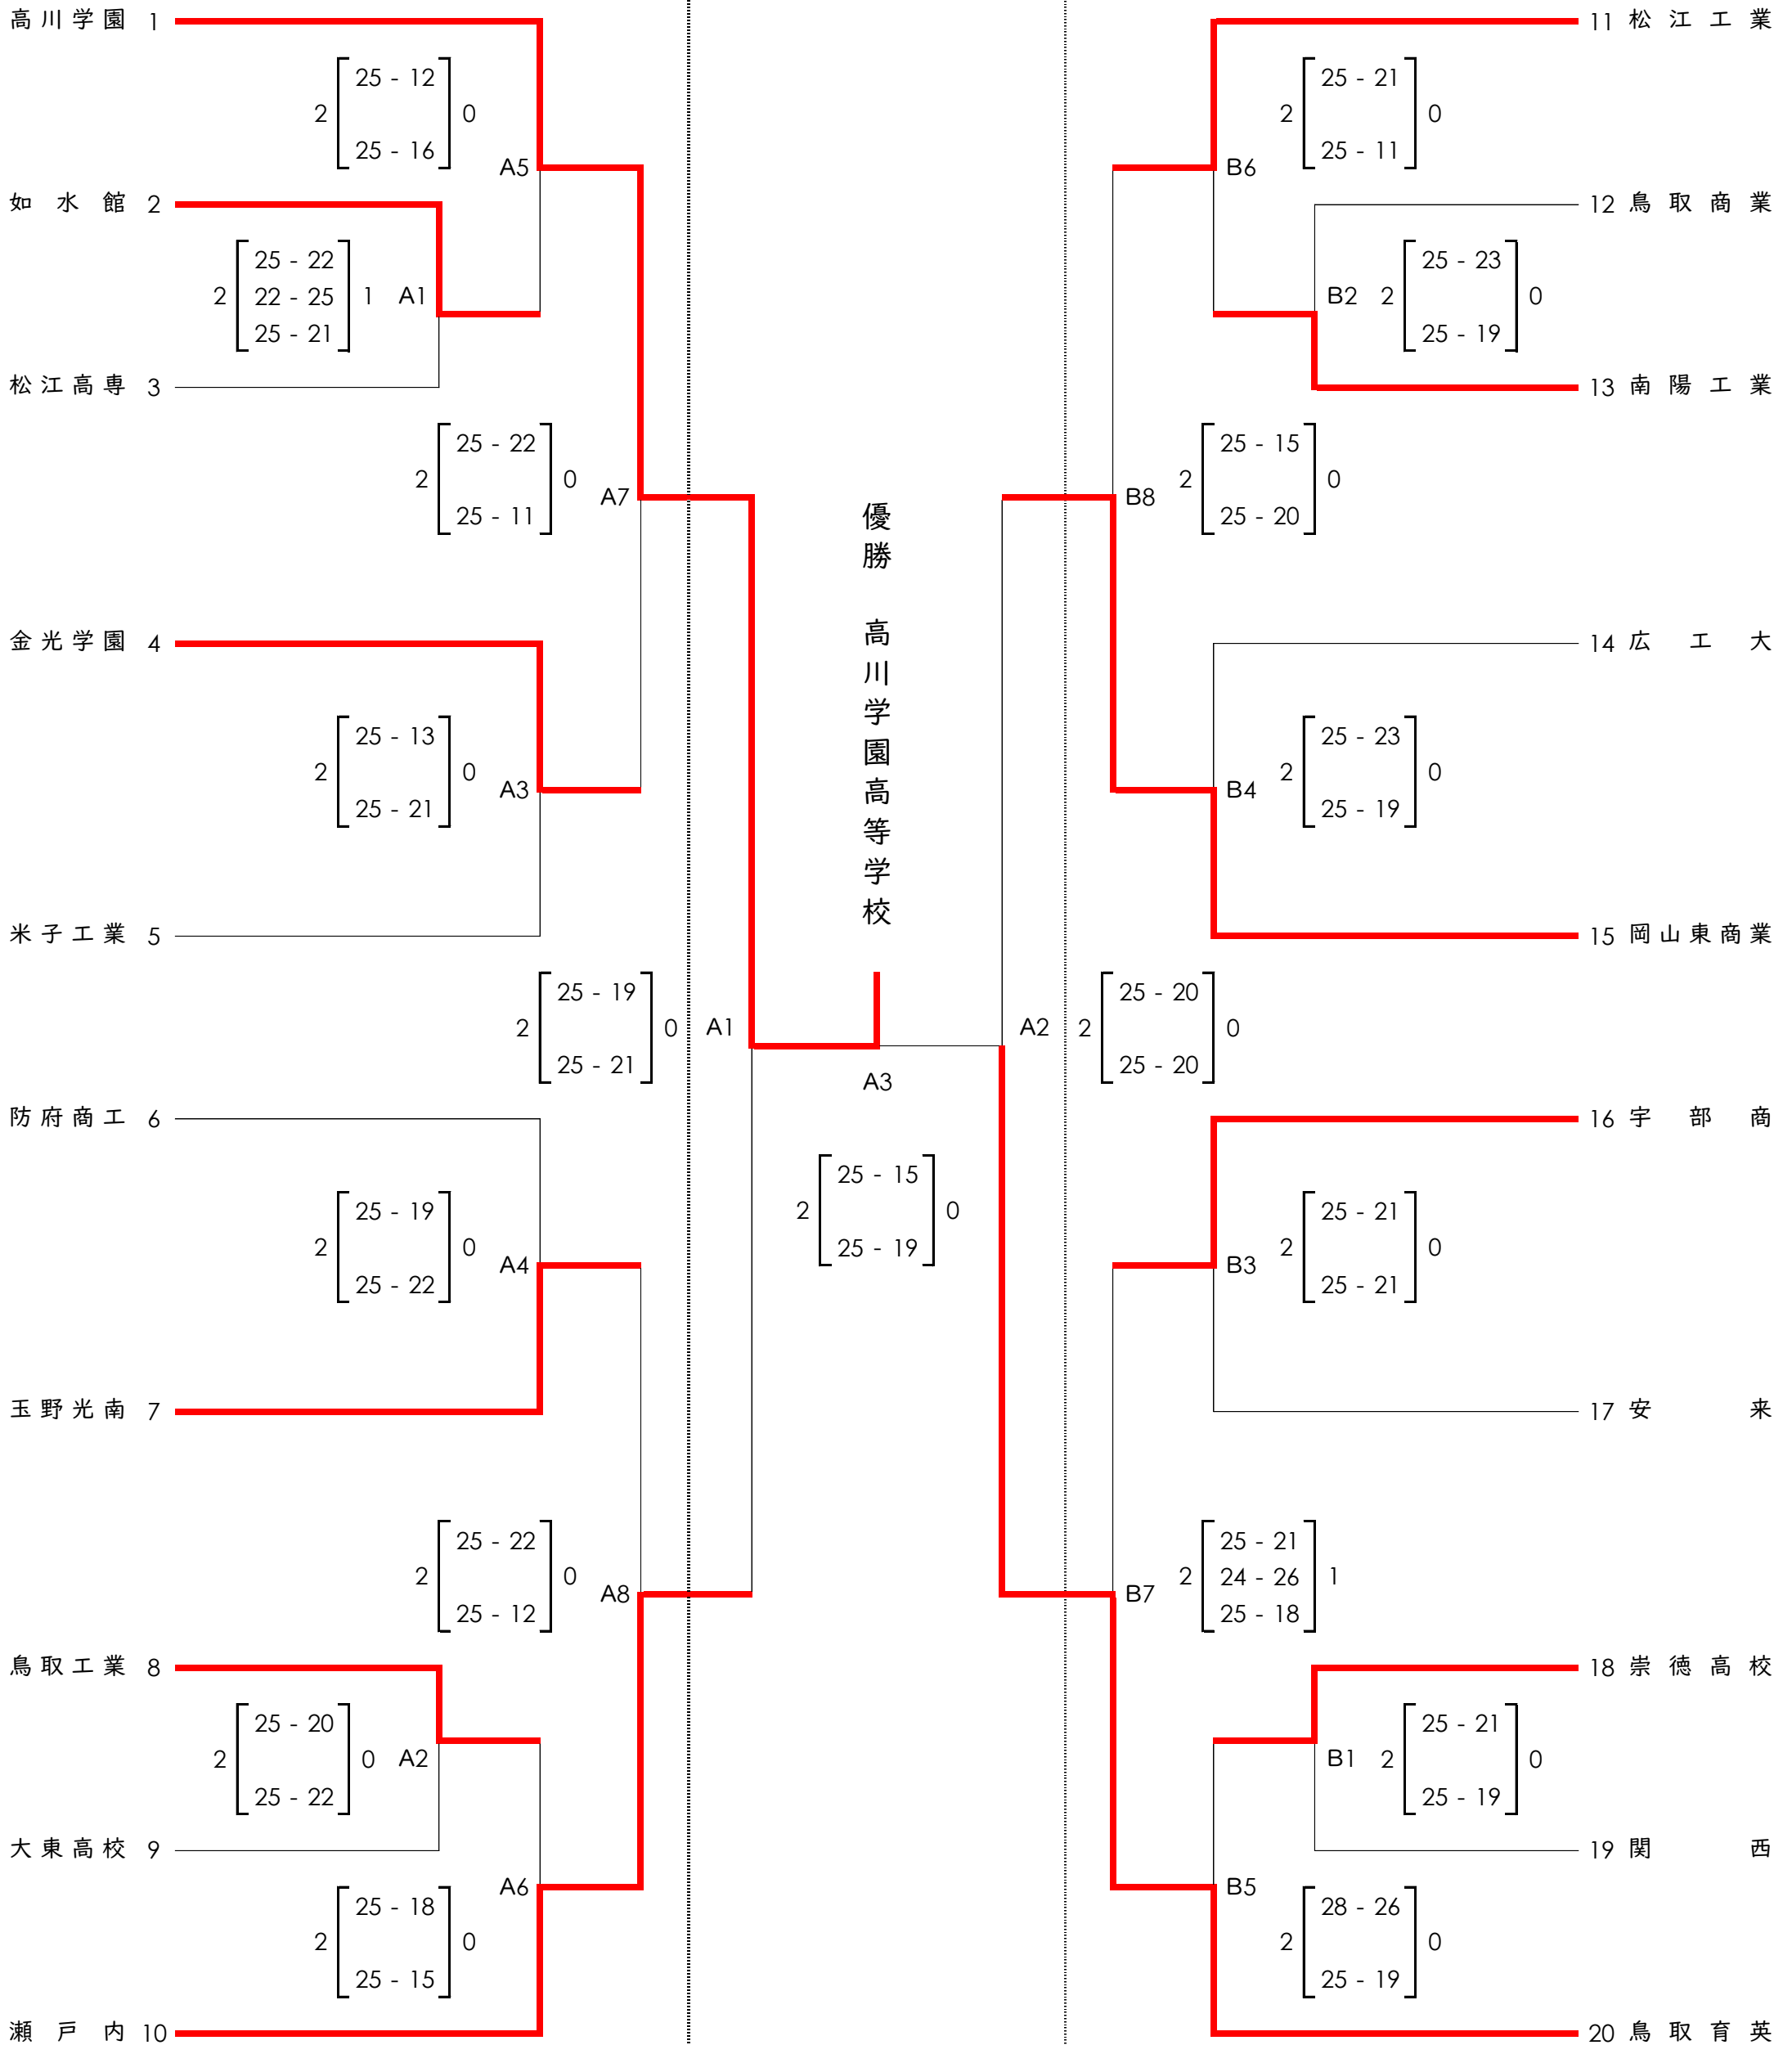 高川学園 1
2 25 - 12 0
25 - 16
A5
如水館 2
2 25 - 22 1
22 - 25
25 - 21
A1
松江高専 3
2 25 - 22 0
25 - 11
A7
金光学園 4
2 25 - 13 0
25 - 21
A3
米子工業 5
2 25 - 19 0
25 - 21
A1
防府商工 6
2 25 - 19 0
25 - 22
A4
玉野光南 7
2 25 - 22 0
25 - 12
A8
鳥取工業 8
2 25 - 20 0
25 - 22
A2
大東高校 9
A6
2 25 - 18 0
25 - 15
瀬戸内 10
優勝 高川学園高等学校
A3
2 25 - 15 0
25 - 19
11 松江工業
2 25 - 21 0
25 - 11
B6
12 鳥取商業
B2 2 25 - 23 0
25 - 19
13 南陽工業
B8 2 25 - 15 0
25 - 20
14 広工大
B4 2 25 - 23 0
25 - 19
15 岡山東商業
A2 2 25 - 20 0
25 - 20
16 宇部商
B3 2 25 - 21 0
25 - 21
17 安来
B7 2 25 - 21 1
24 - 26
25 - 18
18 崇徳高校
B1 2 25 - 21 0
25 - 19
19 関西
B5
2 28 - 26 0
25 - 19
20 鳥取育英